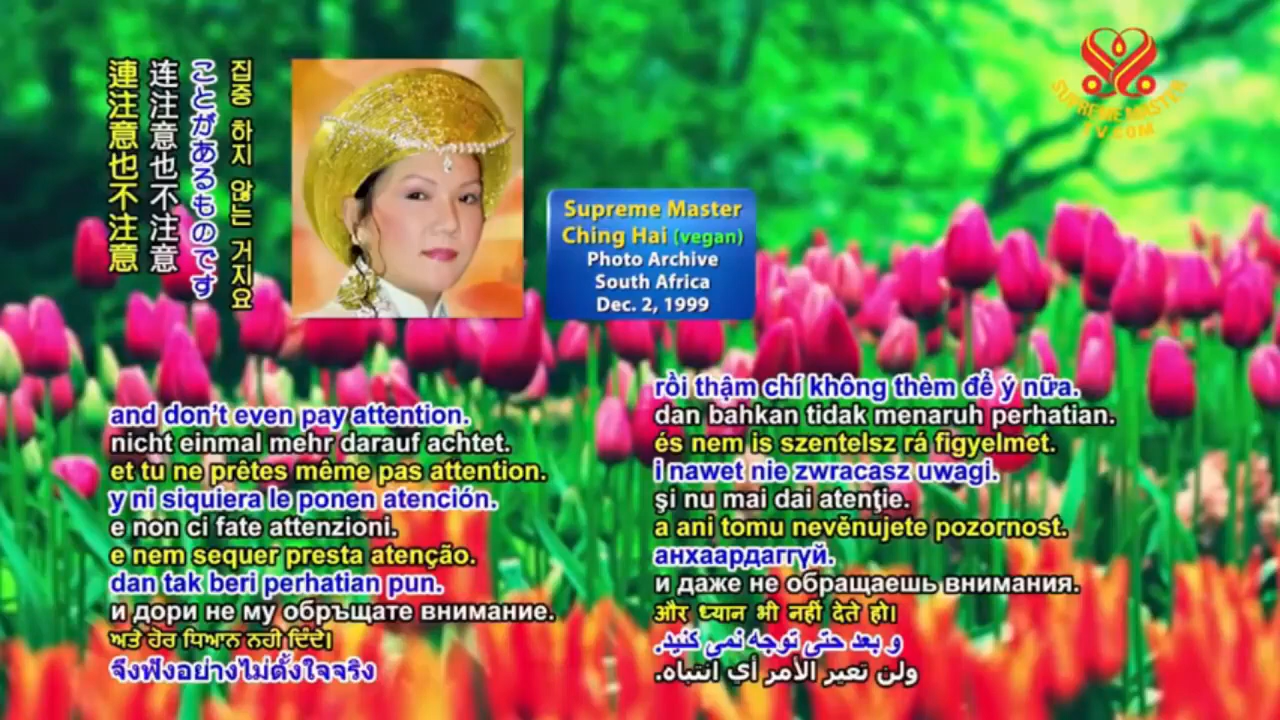 連注意也不注意
连注意也不注意
ことがあるものです
집중 하지 않는 거지요
SUPREME MASTER
TV.COM
Supreme Master
Ching Hai (vegan)
Photo Archive
South Africa
Dec. 2, 1999
and don't even pay attention.
nicht einmal mehr darauf achtet.
et tu ne prêtes même pas attention.
y ni siquiera le ponen atención.
e non ci fate attenzioni.
e nem sequer presta atenção.
dan tak beri perhatian pun.
и дори не му обръщате внимание.
ਅਤੇ ਹੋਰ ਧਿਆਨ ਨਹੀ ਦਿੰਦੇ।
จึงฟังอย่างไม่ตั้งใจจริง
rồi thậm chí không thèm để ý nữa.
dan bahkan tidak menaruh perhatian.
és nem is szentelsz rá figyelmet.
i nawet nie zwracasz uwagi.
şi nu mai dai atenţie.
a ani tomu nevěnujete pozornost.
анхаардаггүй.
и даже не обращаешь внимания.
और ध्यान भी नहीं देते हो।
و بعد حتی توجه نمی کنید.
ولن تعير الأمر أي انتباه.